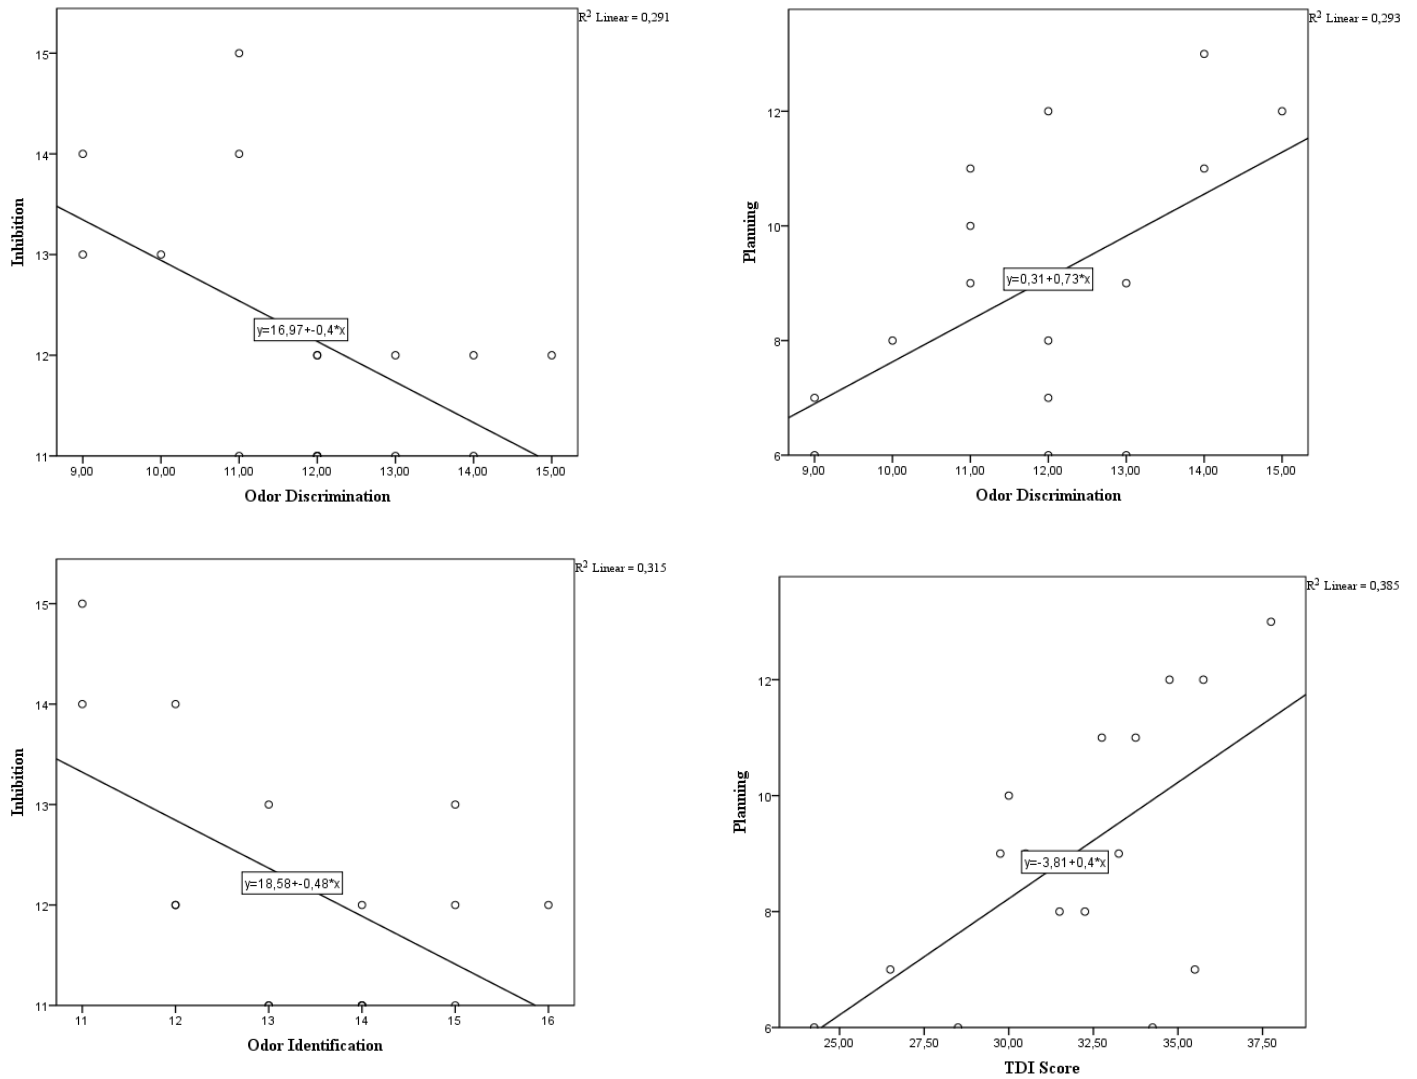 R² Linear = 0,291
15
14
13
12
11
Inhibition
y=16,97+-0,4*x
9,00 10,00 11,00 12,00 13,00 14,00 15,00
Odor Discrimination
R² Linear = 0,293
12
10
8
6
Planning
y=0,31+0,73*x
9,00 10,00 11,00 12,00 13,00 14,00 15,00
Odor Discrimination
R² Linear = 0,315
15
14
13
12
11
Inhibition
y=18,58+-0,48*x
11 12 13 14 15 16
Odor Identification
R² Linear = 0,385
12
10
8
6
Planning
y=-3,81+0,4*x
25,00 27,50 30,00 32,50 35,00 37,50
TDI Score